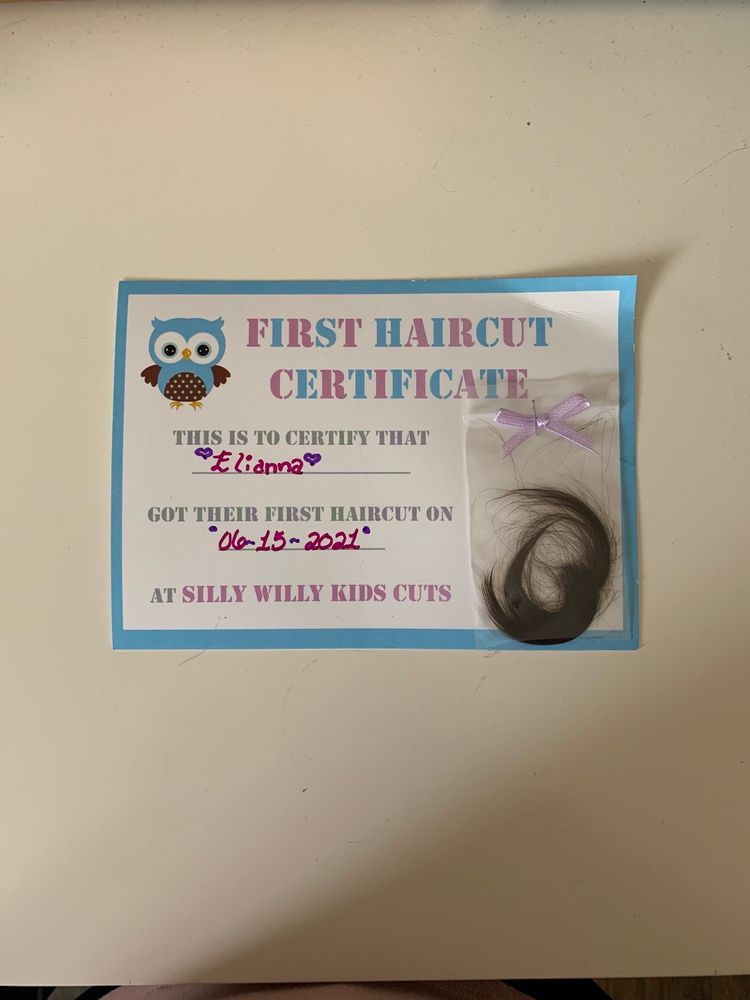 FIRST HAIRCUT
CERTIFICATE
THIS IS TO CERTIFY THAT
Elianna
GOT THEIR FIRST HAIRCUT ON
06-15-2021
AT SILLY WILLY KIDS CUTS